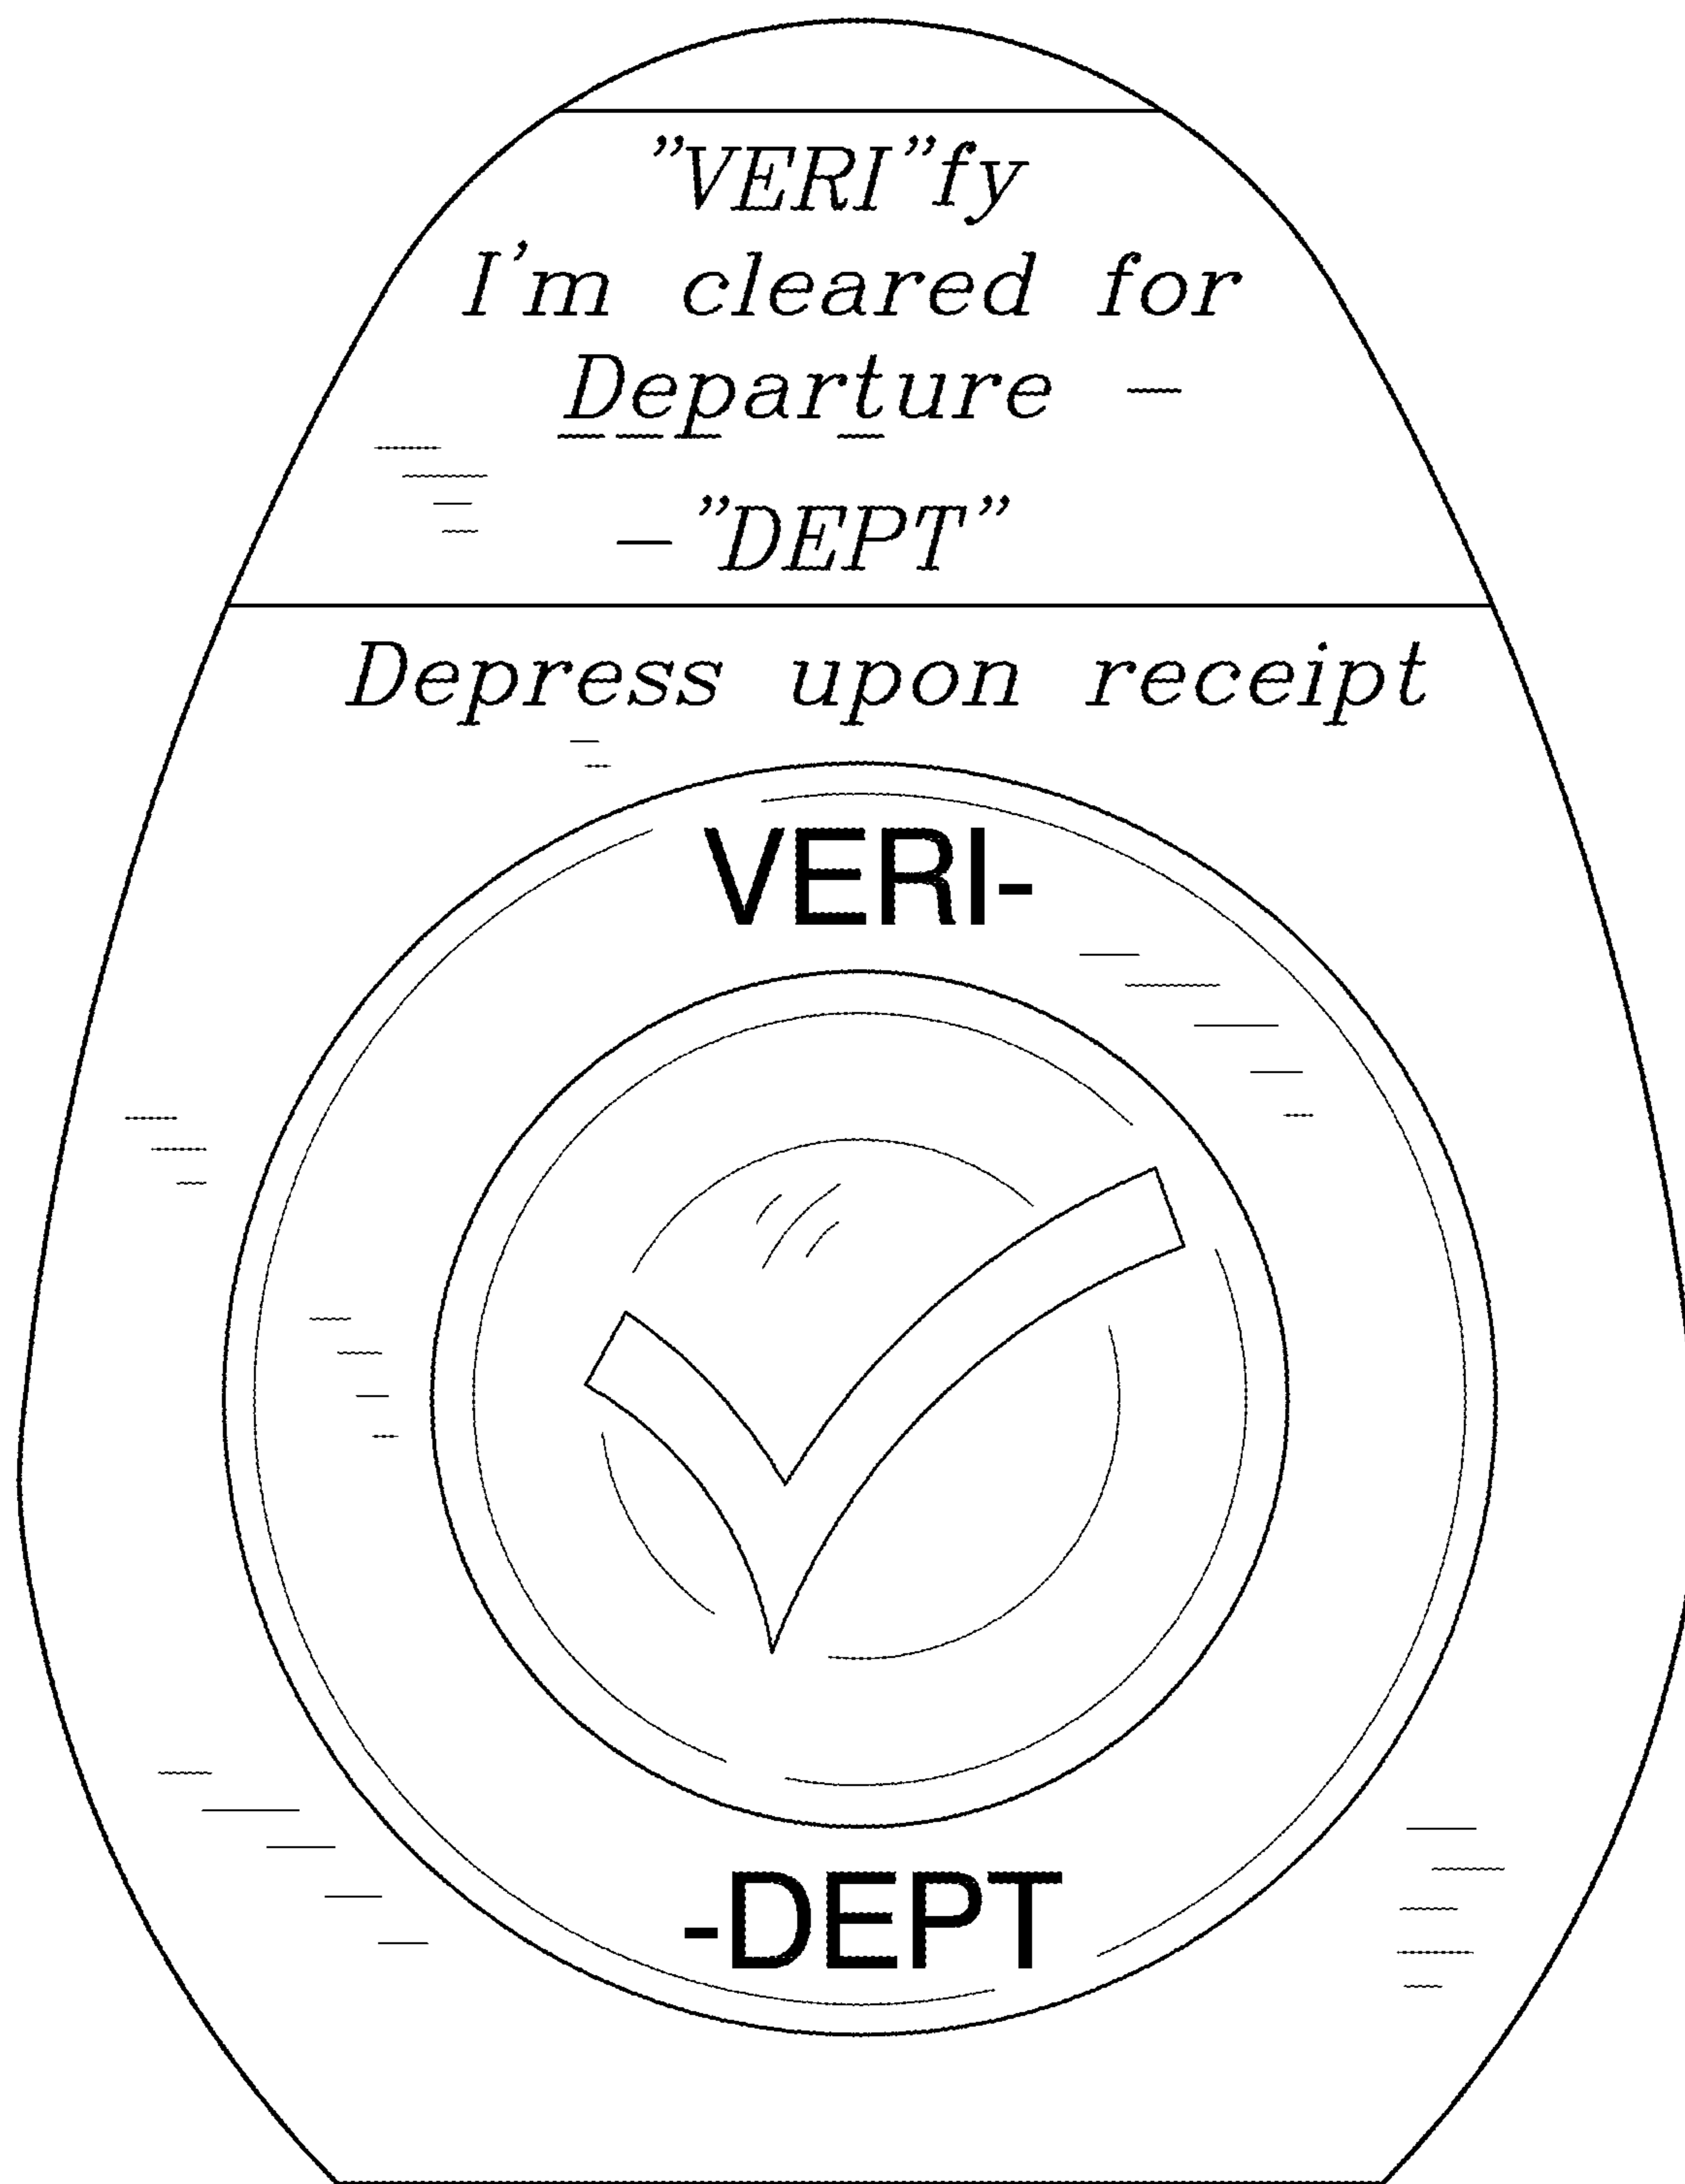 "VERI"fy
I'm cleared for
Departure -
- "DEPT"
Depress upon receipt
VERI-
-DEPT